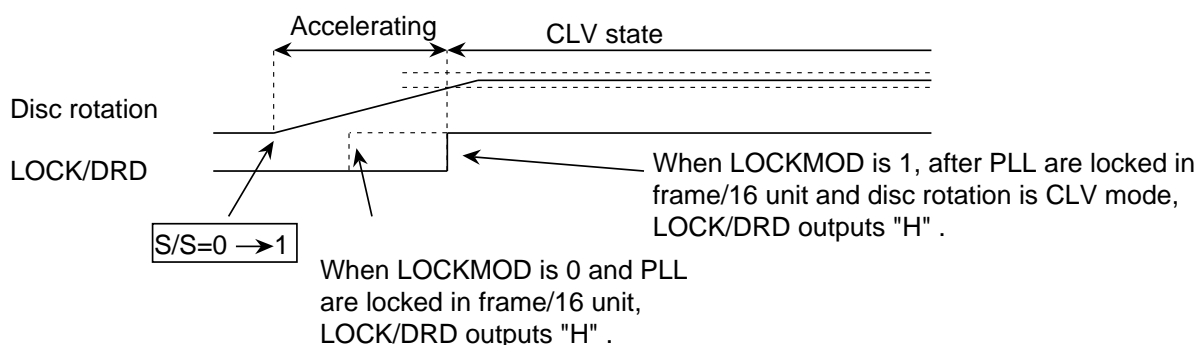 Accelerating
CLV state
Disc rotation
LOCK/DRD
When LOCKMOD is 1, after PLL are locked in
frame/16 unit and disc rotation is CLV mode,
LOCK/DRD outputs "H" .
S/S=0 →1
When LOCKMOD is 0 and PLL
are locked in frame/16 unit,
LOCK/DRD outputs "H" .